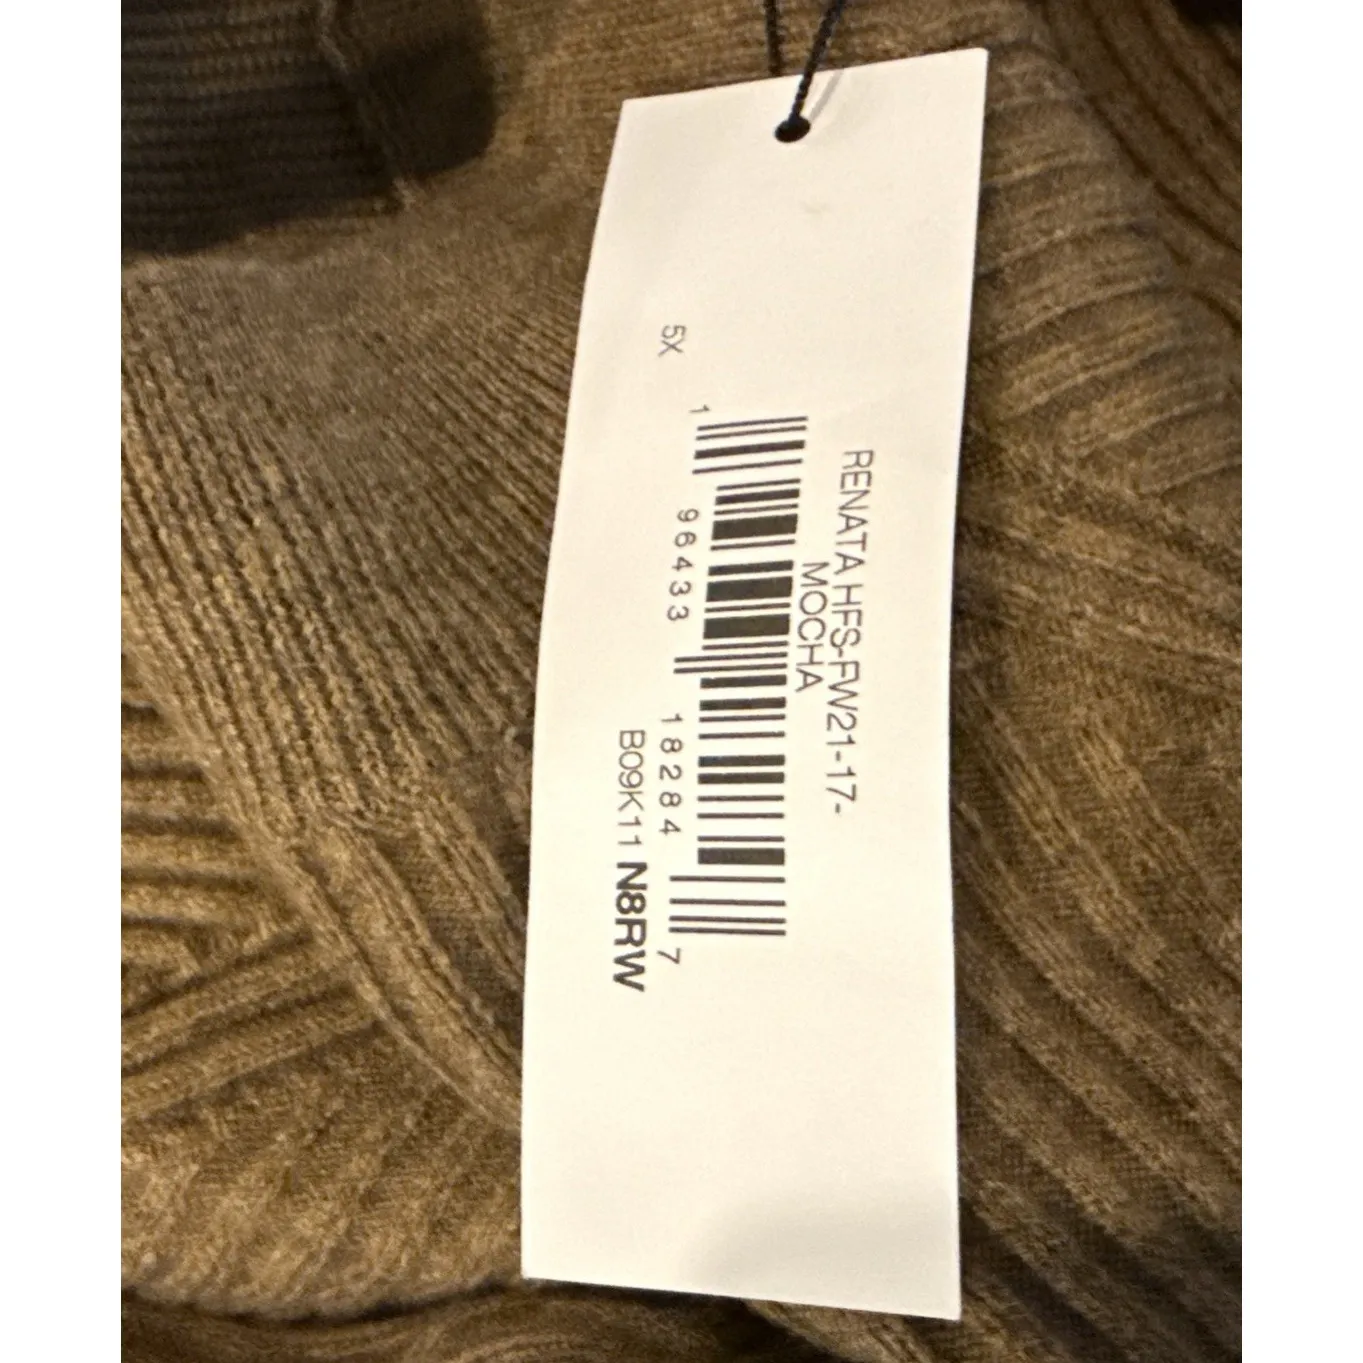 RENATA HFS-FW21-17-
MOCHA
5X
1 96433 18284 7
B09K11 N8RW